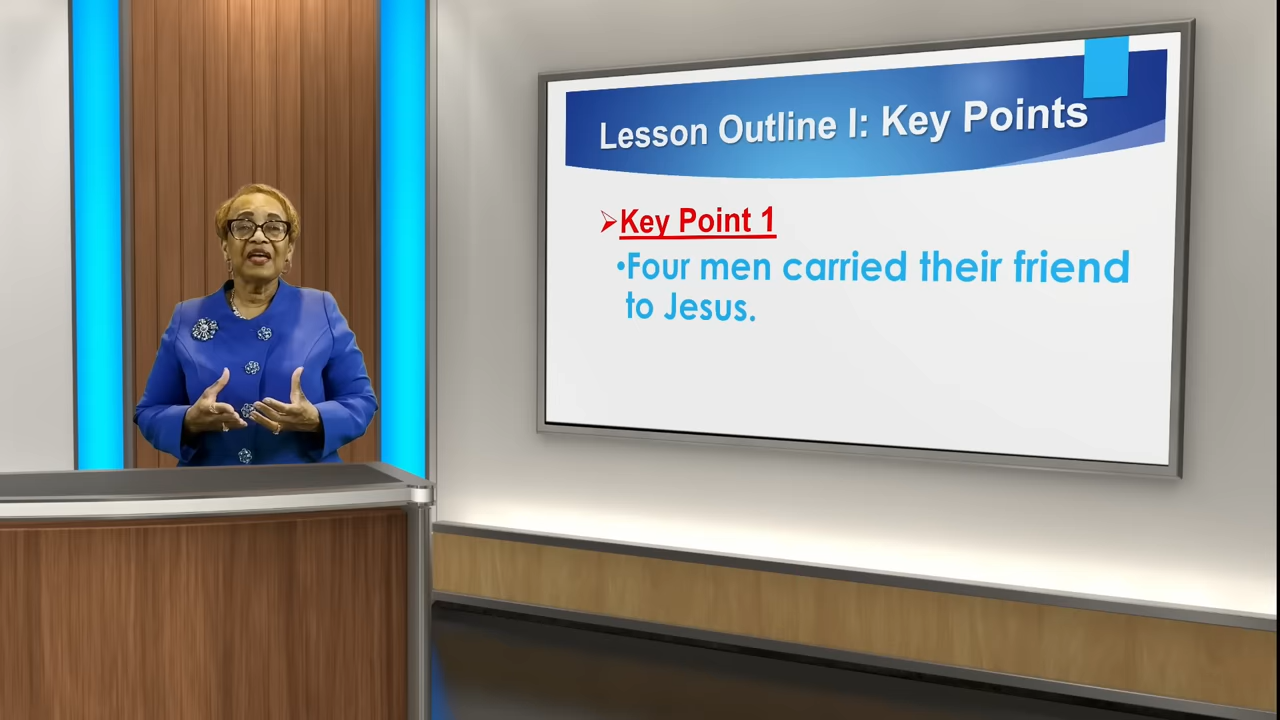 Lesson Outline I: Key Points
➢Key Point 1
•Four men carried their friend
to Jesus.